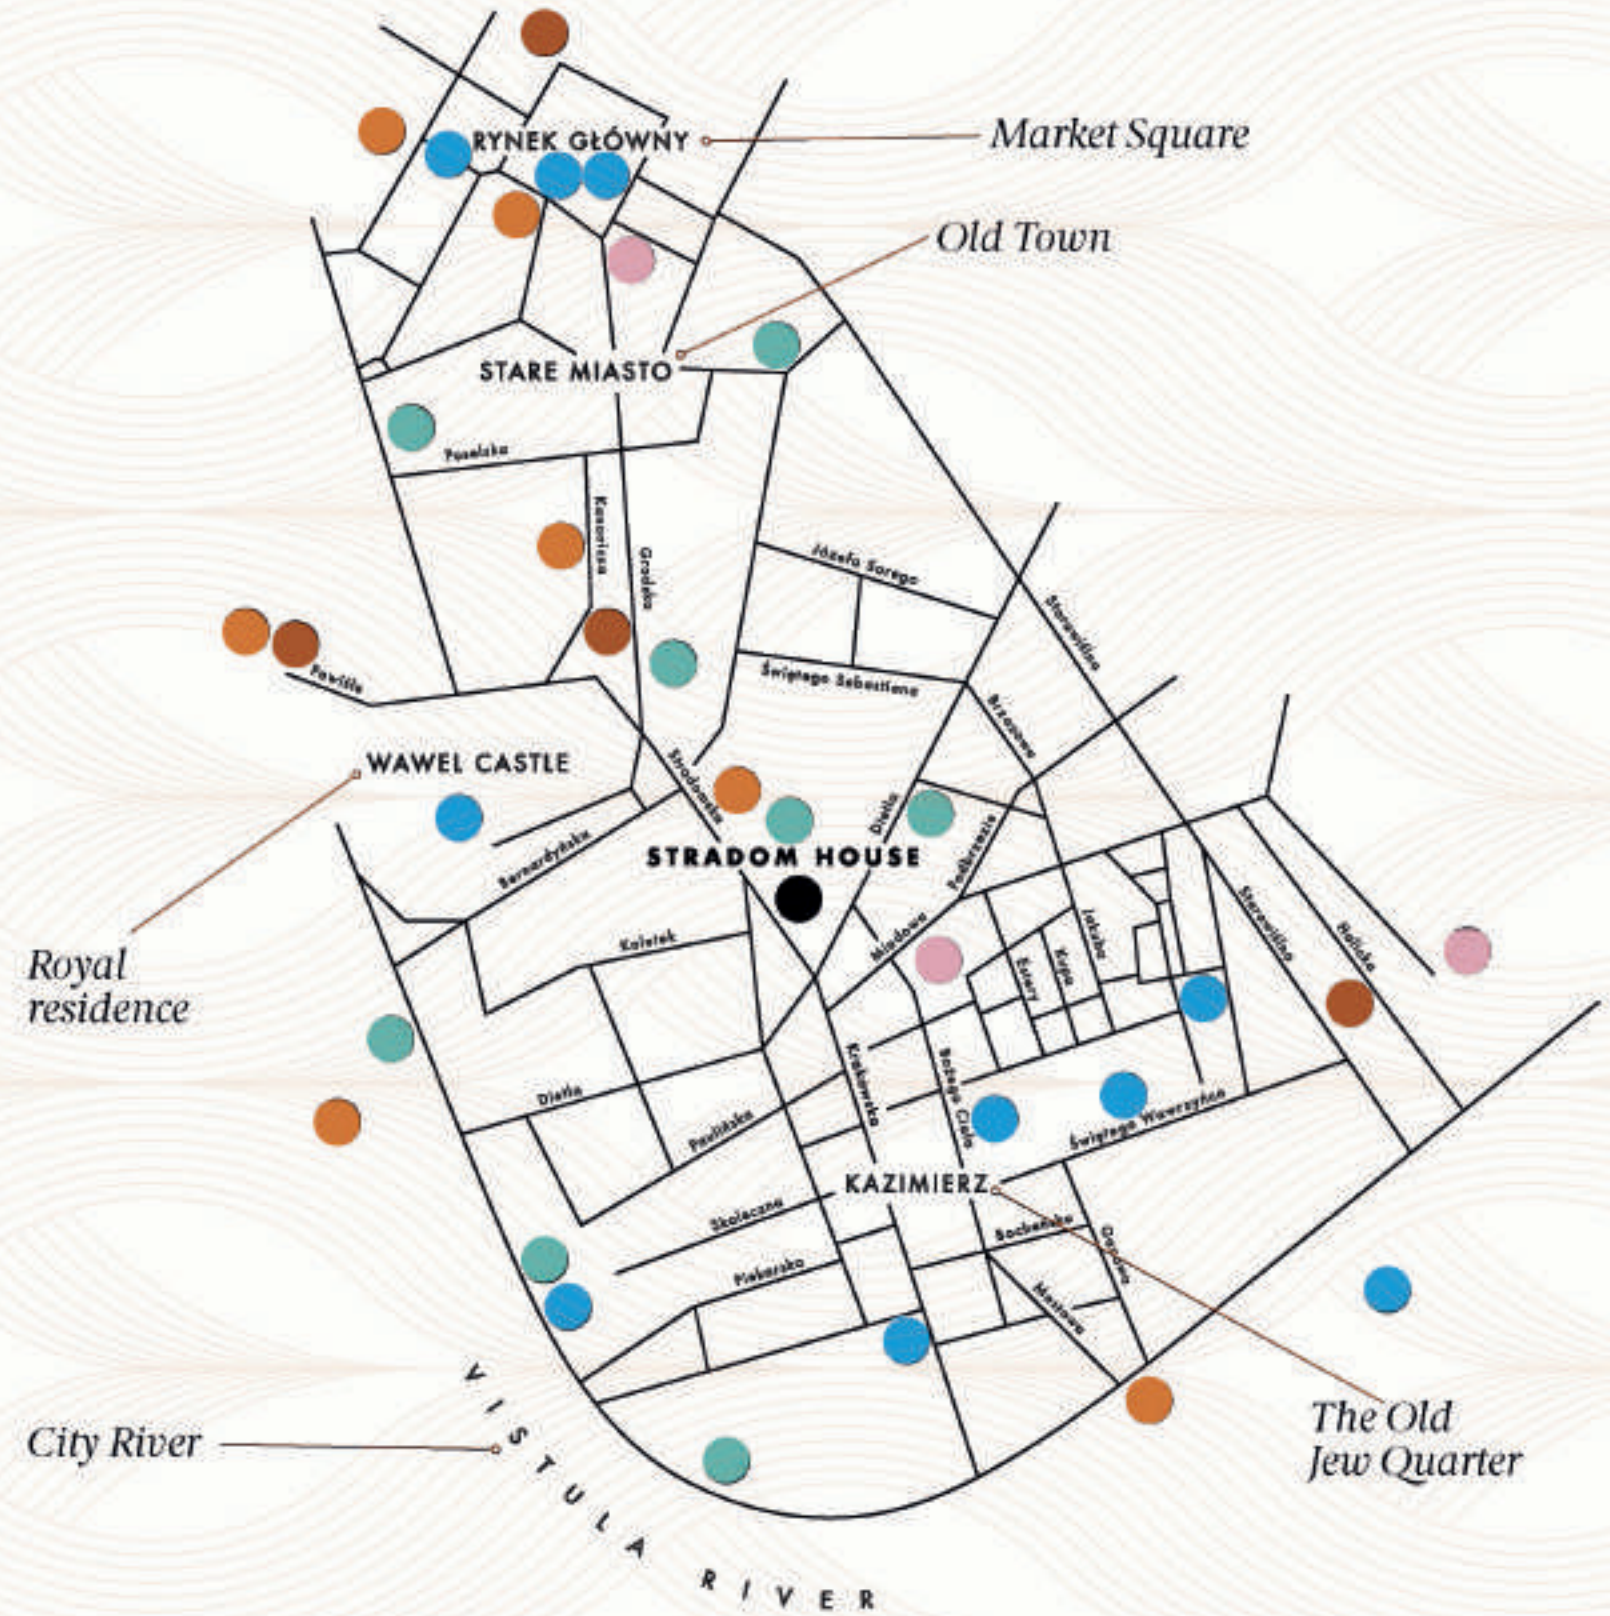 RYNEK GŁÓWNY
Market Square
Old Town
STARE MIASTO
Poselska
Kanonicza
Grodzka
Józefa Sarego
Starowiślna
Świętego Sebastiana
Powiśle
Brzozowa
WAWEL CASTLE
Stradomska
Dietla
Podbrzezie
Bernardyńska
STRADOM HOUSE
Starowiślna
Halicka
Jakuba
Miodowa
Koletek
Kupa
Estery
Royal
residence
Krakowska
Bożego Ciała
Dietla
Paulińska
Świętego Wawrzyńca
KAZIMIERZ
Skałeczna
Bocheńska
Gazowa
Piekarska
Mostowa
The Old
Jew Quarter
City River
VISTULA RIVER